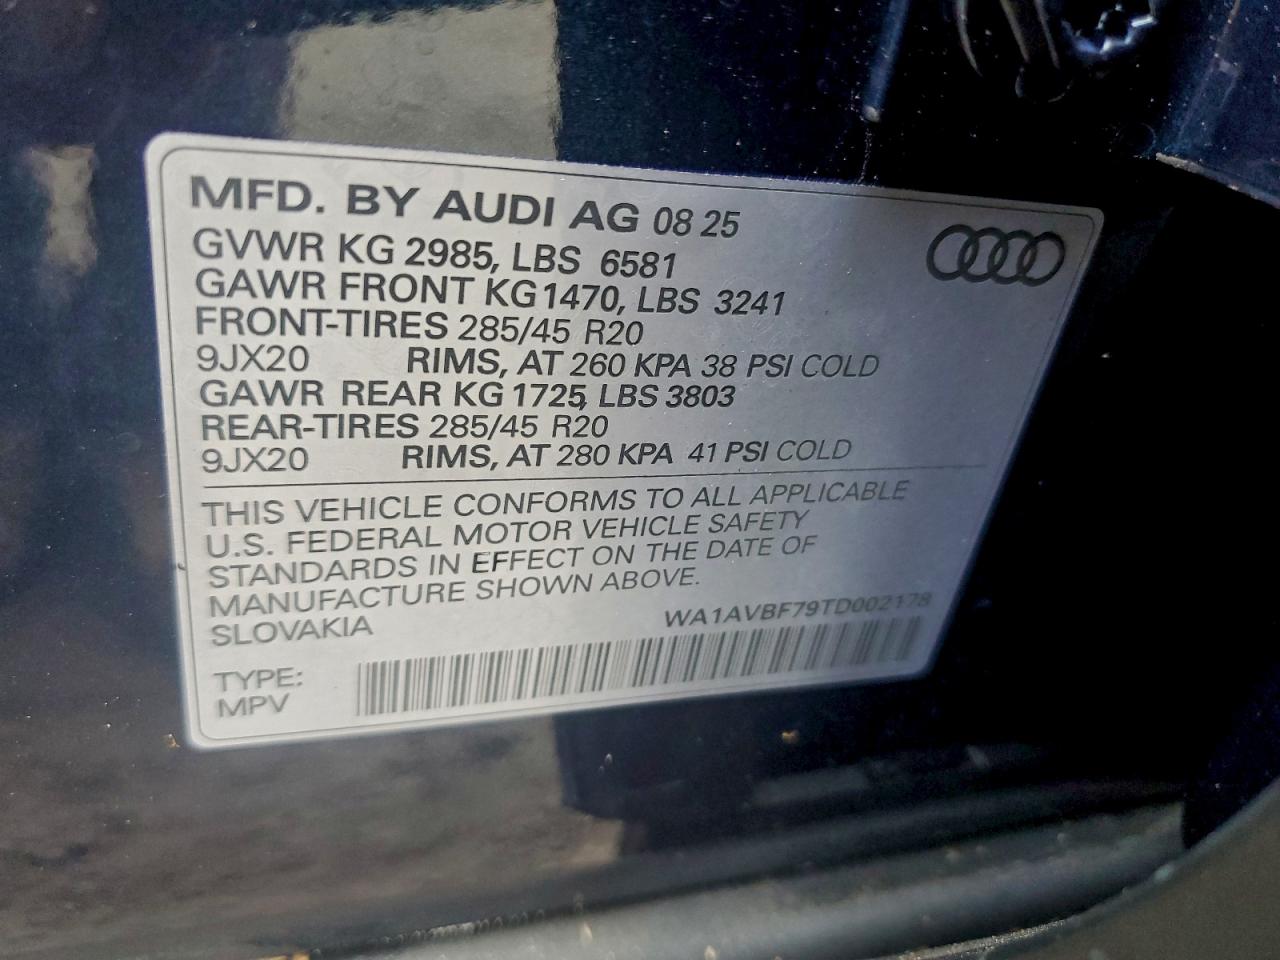 MFD. BY AUDI AG 08 25
GVWR KG 2985, LBS 6581
GAWR FRONT KG 1470, LBS 3241
FRONT-TIRES 285/45 R20
9JX20 RIMS, AT 260 KPA 38 PSI COLD
GAWR REAR KG 1725, LBS 3803
REAR-TIRES 285/45 R20
9JX20 RIMS, AT 280 KPA 41 PSI COLD
THIS VEHICLE CONFORMS TO ALL APPLICABLE
U.S. FEDERAL MOTOR VEHICLE SAFETY
STANDARDS IN EFFECT ON THE DATE OF
MANUFACTURE SHOWN ABOVE.
SLOVAKIA WA1AVBF79TD002178
TYPE:
MPV